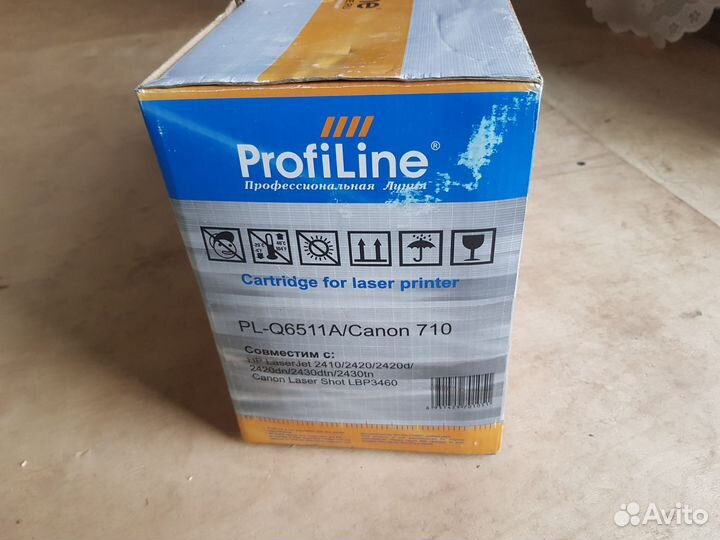 ProfiLine®
Профессиональная Линия
Cartridge for laser printer
PL-Q6511A/Canon 710
Совместим с:
HP LaserJet 2410/2420/2420d/
2420dn/2430dtn/2430tn
Canon Laser Shot LBP3460
Avito